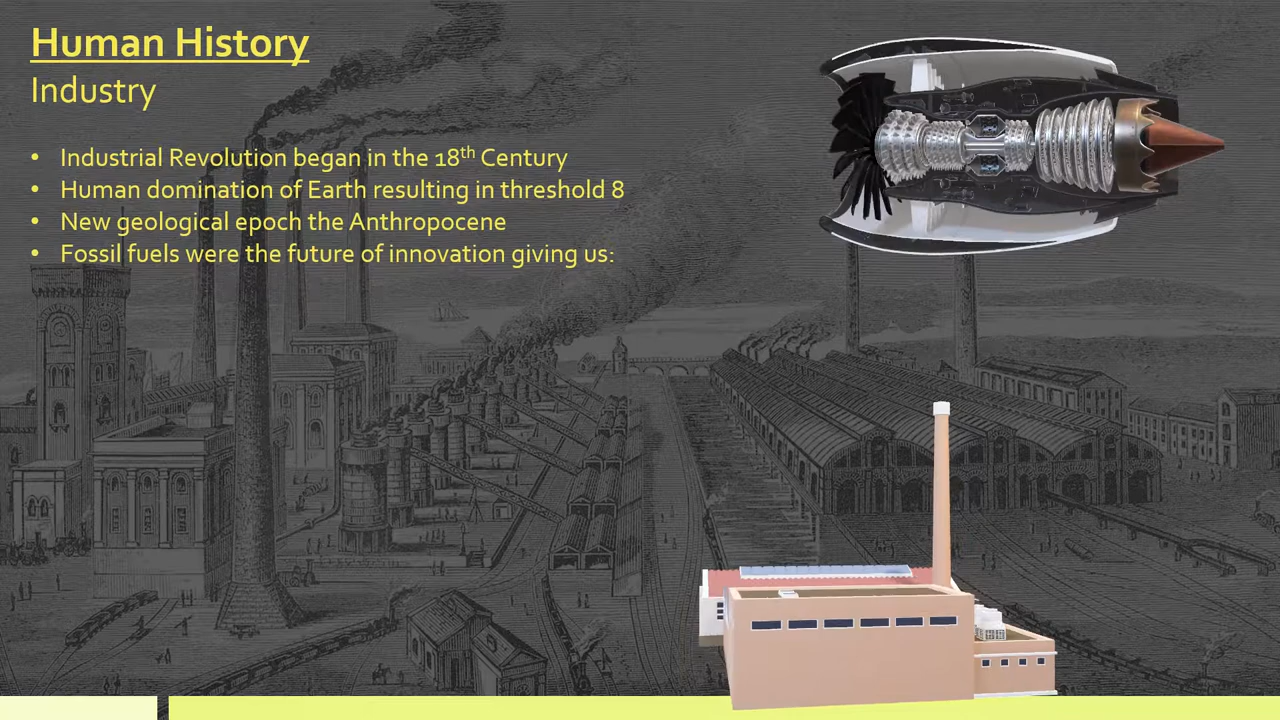 Human History
Industry
• Industrial Revolution began in the 18th Century
• Human domination of Earth resulting in threshold 8
• New geological epoch the Anthropocene
• Fossil fuels were the future of innovation giving us: